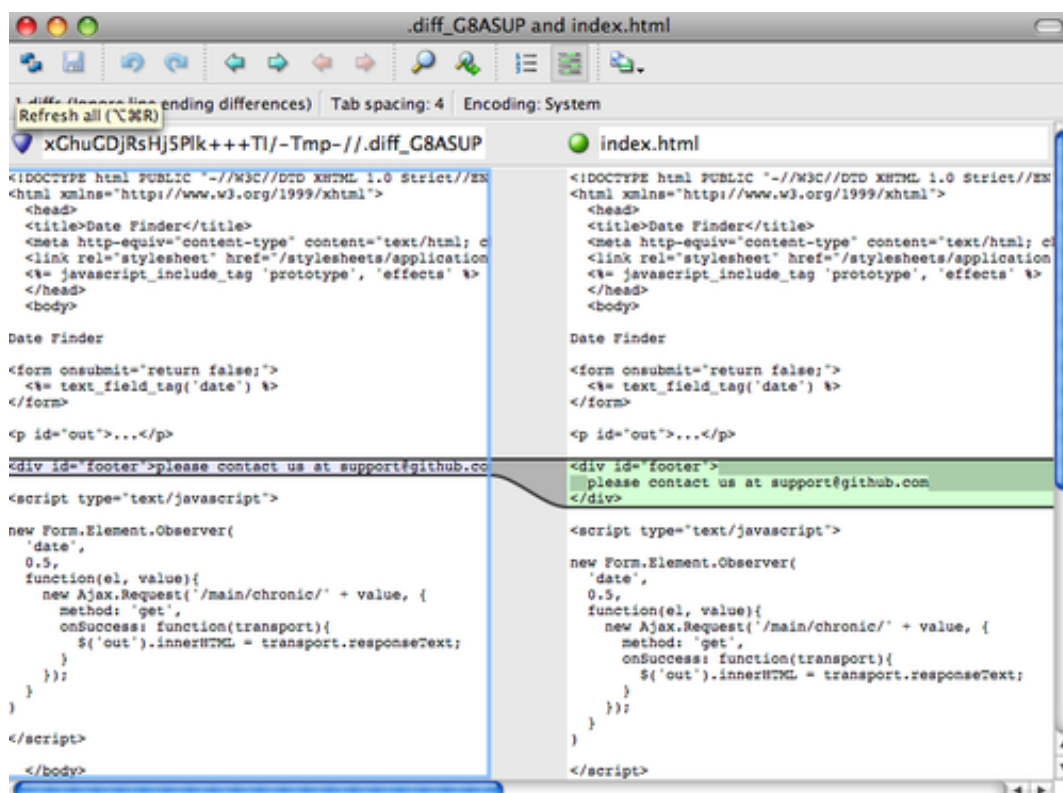 .diff_G8ASUP and index.html
ending differences) Tab spacing: 4 Encoding: System
Refresh all (⌥⌘R)
xGhuGDjRsHj5Plk+++TI/-Tmp-//.diff_G8ASUP
<!DOCTYPE html PUBLIC "-//W3C//DTD XHTML 1.0 Strict//EN
<html xmlns="http://www.w3.org/1999/xhtml">
<head>
<title>Date Finder</title>
<meta http-equiv="content-type" content="text/html; c
<link rel="stylesheet" href="/stylesheets/application
<%= javascript_include_tag 'prototype', 'effects' %>
</head>
<body>
Date Finder
<form onsubmit="return false;">
<%= text_field_tag('date') %>
</form>
<p id="out">...</p>
<div id="footer">please contact us at support@github.co
<script type="text/javascript">
new Form.Element.Observer(
'date',
0.5,
function(el, value){
new Ajax.Request('/main/chronic/' + value, {
method: 'get',
onSuccess: function(transport){
$('out').innerHTML = transport.responseText;
}
});
}
)
</script>
</body>
index.html
<!DOCTYPE html PUBLIC "-//W3C//DTD XHTML 1.0 Strict//EN
<html xmlns="http://www.w3.org/1999/xhtml">
<head>
<title>Date Finder</title>
<meta http-equiv="content-type" content="text/html; c
<link rel="stylesheet" href="/stylesheets/application
<%= javascript_include_tag 'prototype', 'effects' %>
</head>
<body>
Date Finder
<form onsubmit="return false;">
<%= text_field_tag('date') %>
</form>
<p id="out">...</p>
<div id="footer">
please contact us at support@github.com
</div>
<script type="text/javascript">
new Form.Element.Observer(
'date',
0.5,
function(el, value){
new Ajax.Request('/main/chronic/' + value, {
method: 'get',
onSuccess: function(transport){
$('out').innerHTML = transport.responseText;
}
});
}
)
</script>